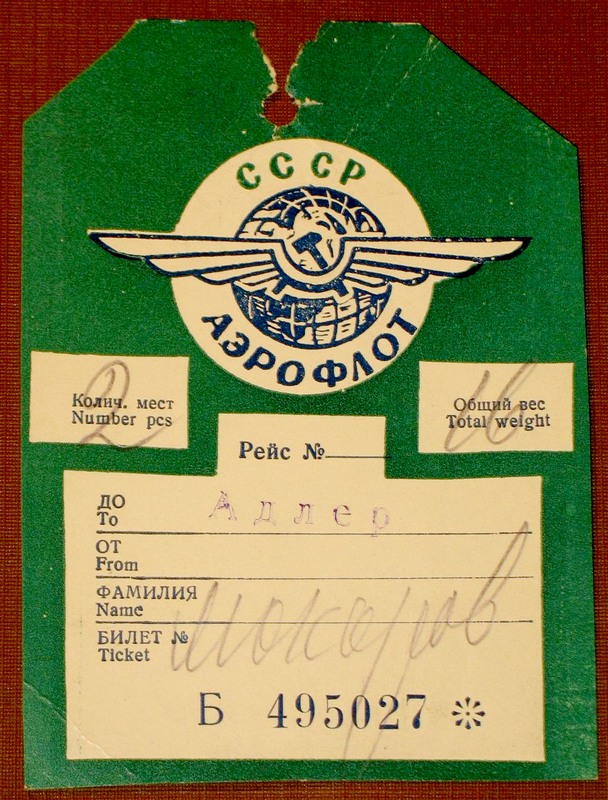 СССР
АЭРОФЛОТ
Колич. мест
Number pcs
2
Общий вес
Total weight
16
Рейс №
ДО Адлер
To
ОТ
From
ФАМИЛИЯ
Name
БИЛЕТ №
Ticket
Б 495027 *